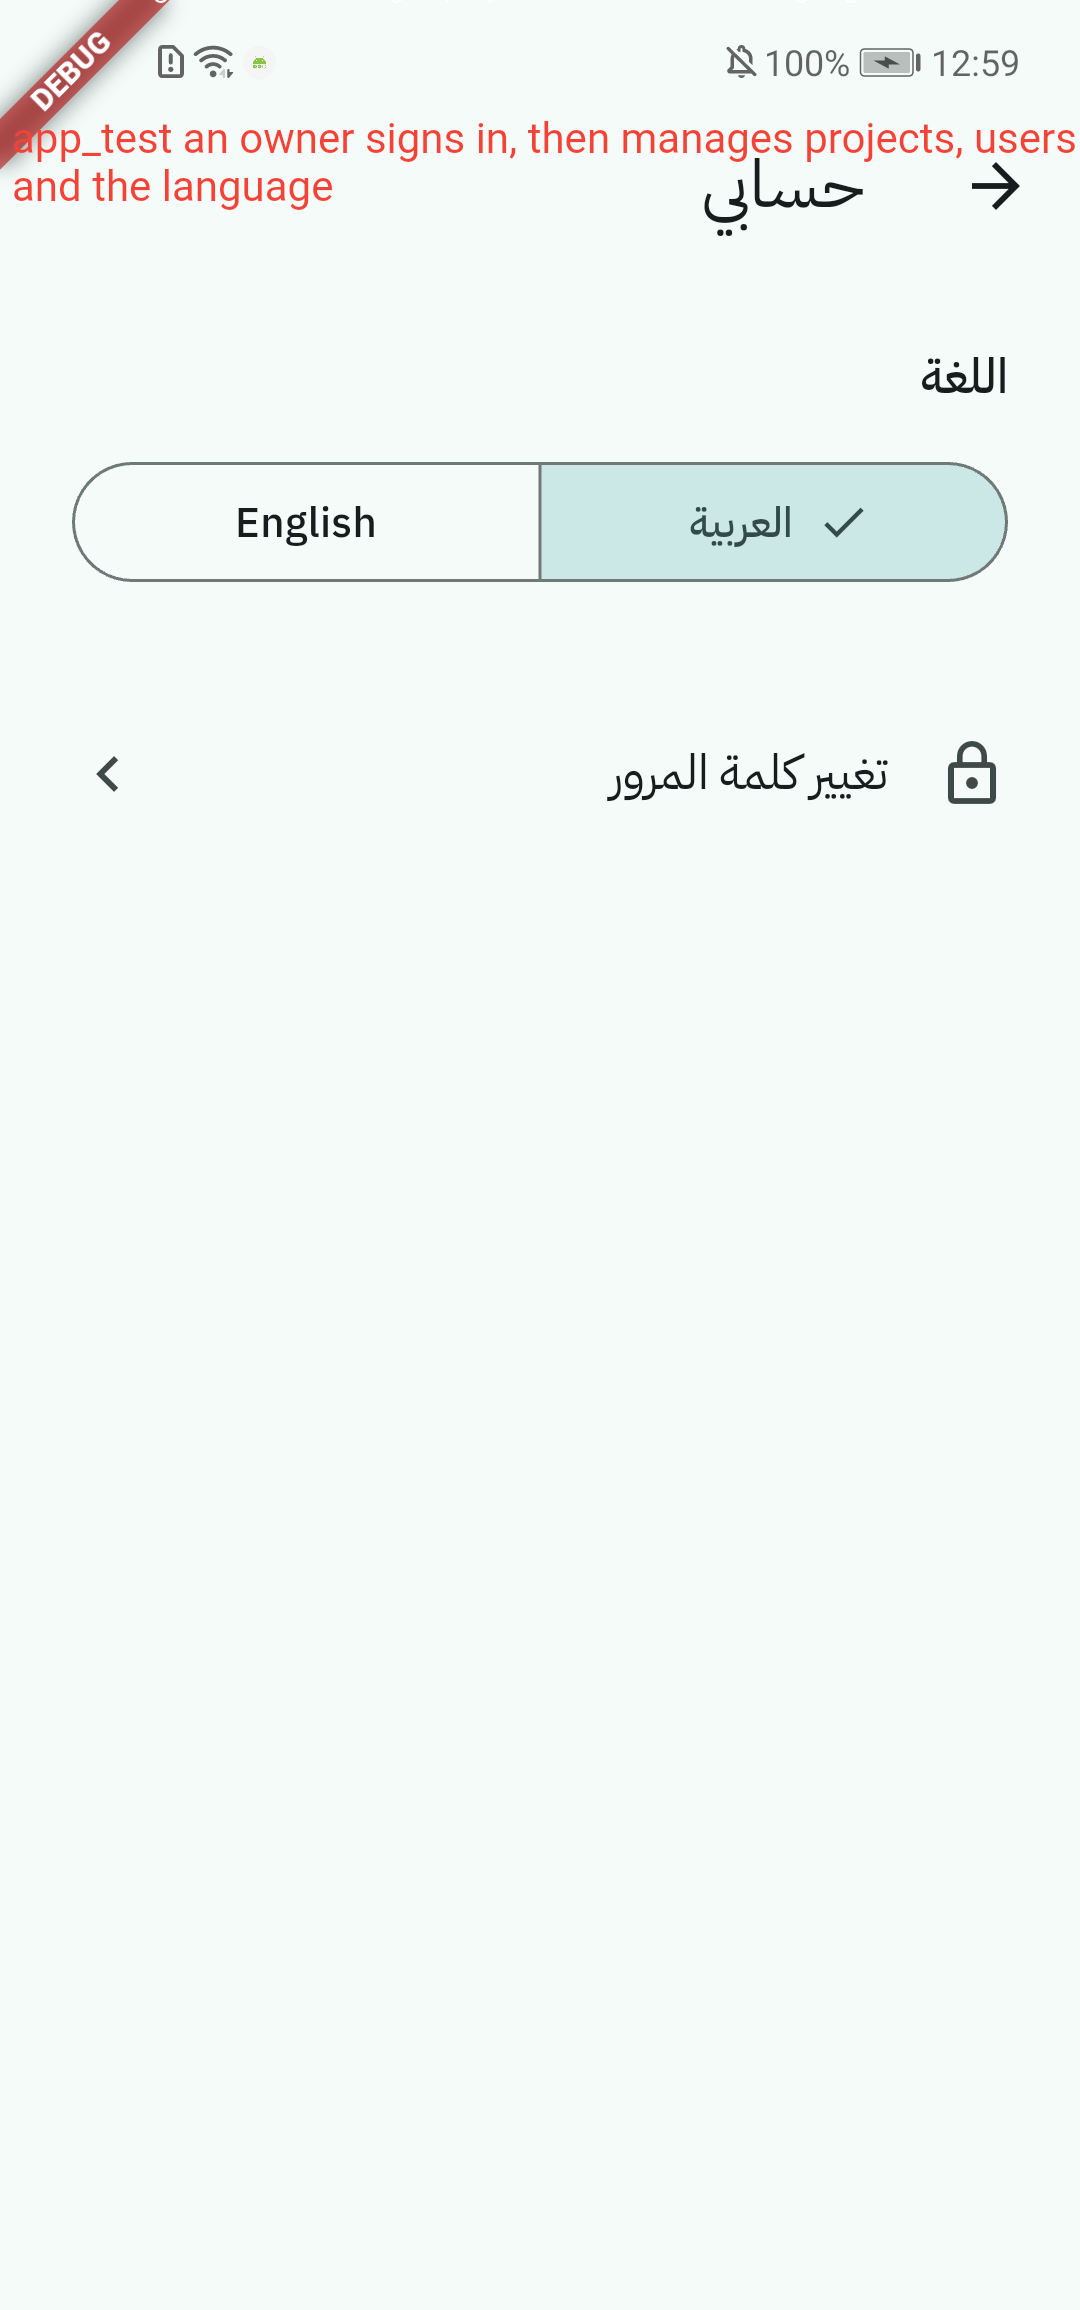 DEBUG
100% 12:59
app_test an owner signs in, then manages projects, users
and the language
حسابي
اللغة
العربية
English
تغيير كلمة المرور